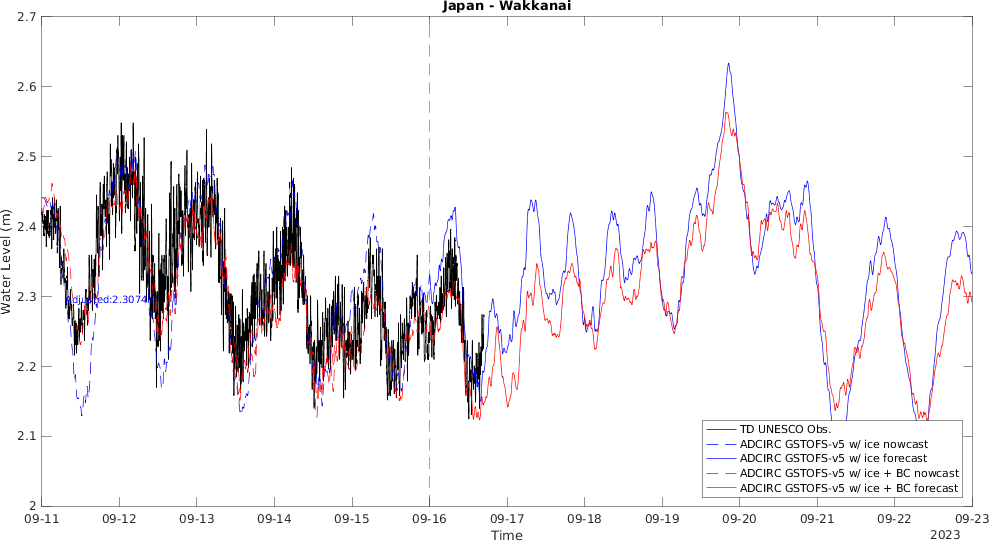 Japan - Wakkanai
2.7
2.6
2.5
2.4
2.3
2.2
2.1
2
Water Level (m)
Adjusted:2.3074
TD UNESCO Obs.
ADCIRC GSTOFS-v5 w/ ice nowcast
ADCIRC GSTOFS-v5 w/ ice forecast
ADCIRC GSTOFS-v5 w/ ice + BC nowcast
ADCIRC GSTOFS-v5 w/ ice + BC forecast
09-11 09-12 09-13 09-14 09-15 09-16 09-17 09-18 09-19 09-20 09-21 09-22 09-23
Time
2023